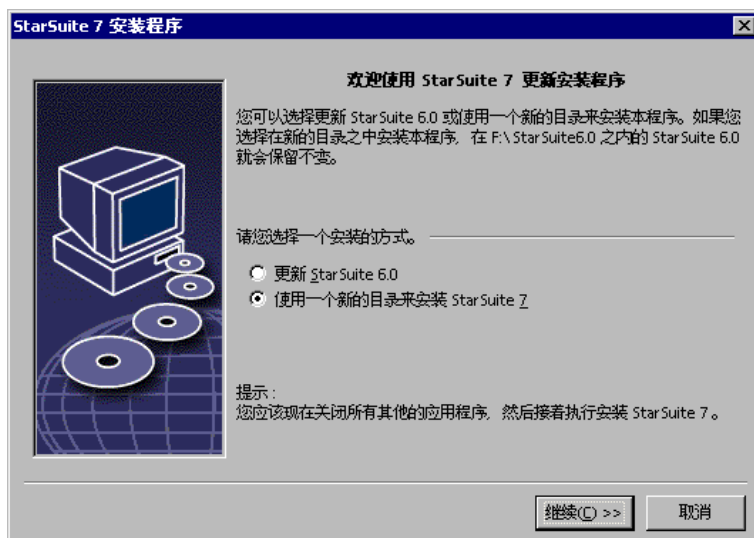 StarSuite 7 安装程序
欢迎使用 StarSuite 7 更新安装程序
您可以选择更新 StarSuite 6.0 或使用一个新的目录来安装本程序。如果您
选择在新的目录之中安装本程序, 在 F:\StarSuite6.0 之内的 StarSuite 6.0
就会保留不变。
请您选择一个安装的方式。
更新 StarSuite 6.0
使用一个新的目录来安装 StarSuite 7
提示：
您应该现在关闭所有其他的应用程序, 然后接着执行安装 StarSuite 7。
继续(C) >>
取消